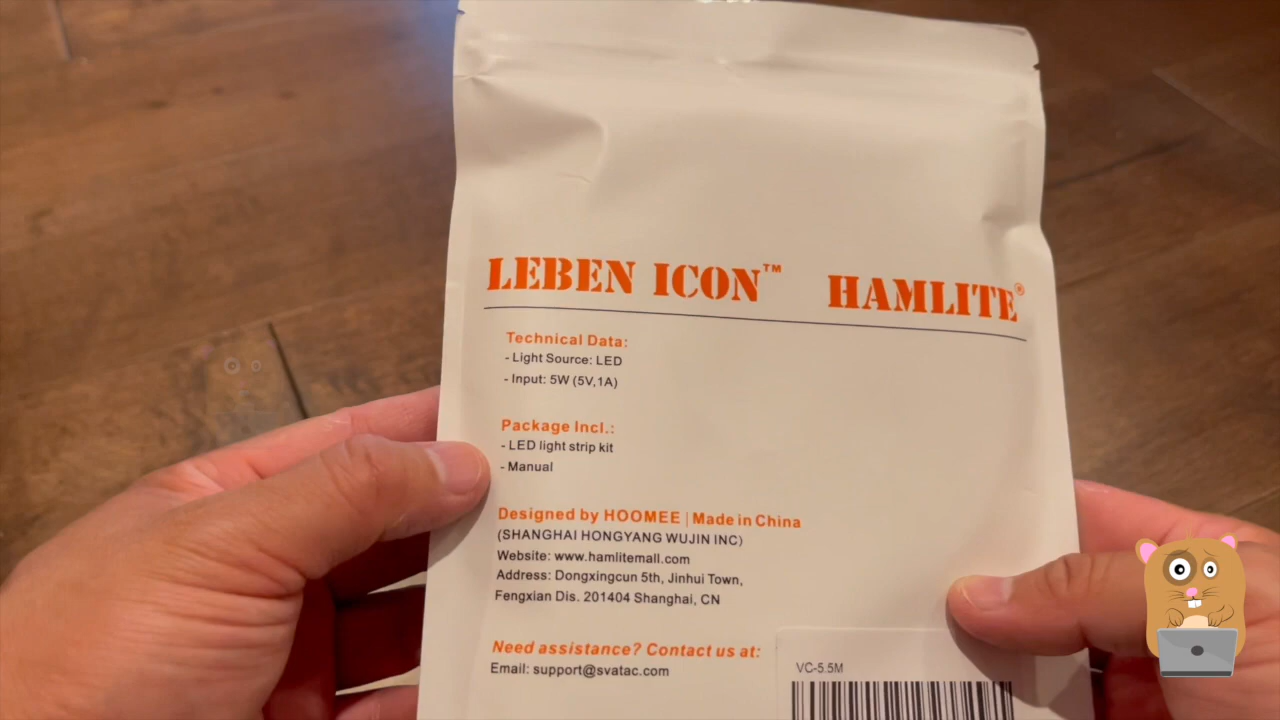 LEBEN ICON™ HAMLITE®
Technical Data:
- Light Source: LED
- Input: 5W (5V,1A)
Package Incl.:
- LED light strip kit
- Manual
Designed by HOOMEE | Made in China
(SHANGHAI HONGYANG WUJIN INC)
Website: www.hamlitemall.com
Address: Dongxingcun 5th, Jinhui Town,
Fengxian Dis. 201404 Shanghai, CN
Need assistance? Contact us at:
Email: support@svatac.com
VC-5.5M